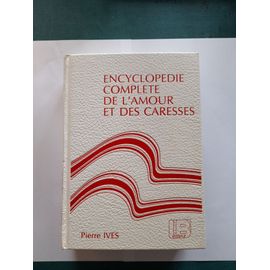 ENCYCLOPEDIE
COMPLETE
DE L'AMOUR
ET DES CARESSES
Pierre IVES